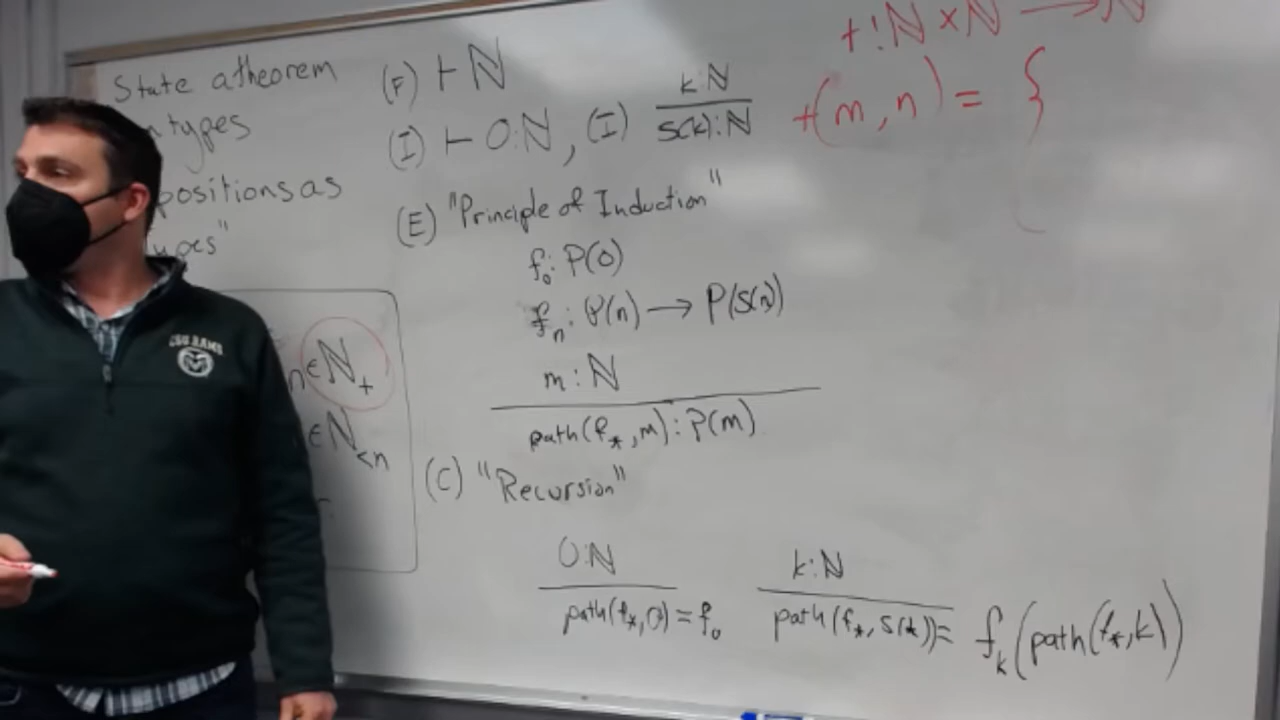 State a theorem
types
positions as
ypes"
n∈ℕ₊
∈ℕ<n
(F) ⊢ ℕ
(I) ⊢ 0:ℕ, (I) k:ℕ
S(k):ℕ
(E) "Principle of Induction"
f₀: P(0)
fₙ: P(n) → P(S(n))
m: ℕ
path(f*, m): P(m)
(C) "Recursion"
0:ℕ
path(f*, 0) = f₀
k:ℕ
path(f*, S(k)) = fₖ(path(f*, k))
+: ℕ × ℕ → ℕ
+(m, n) = {
CSU RAMS